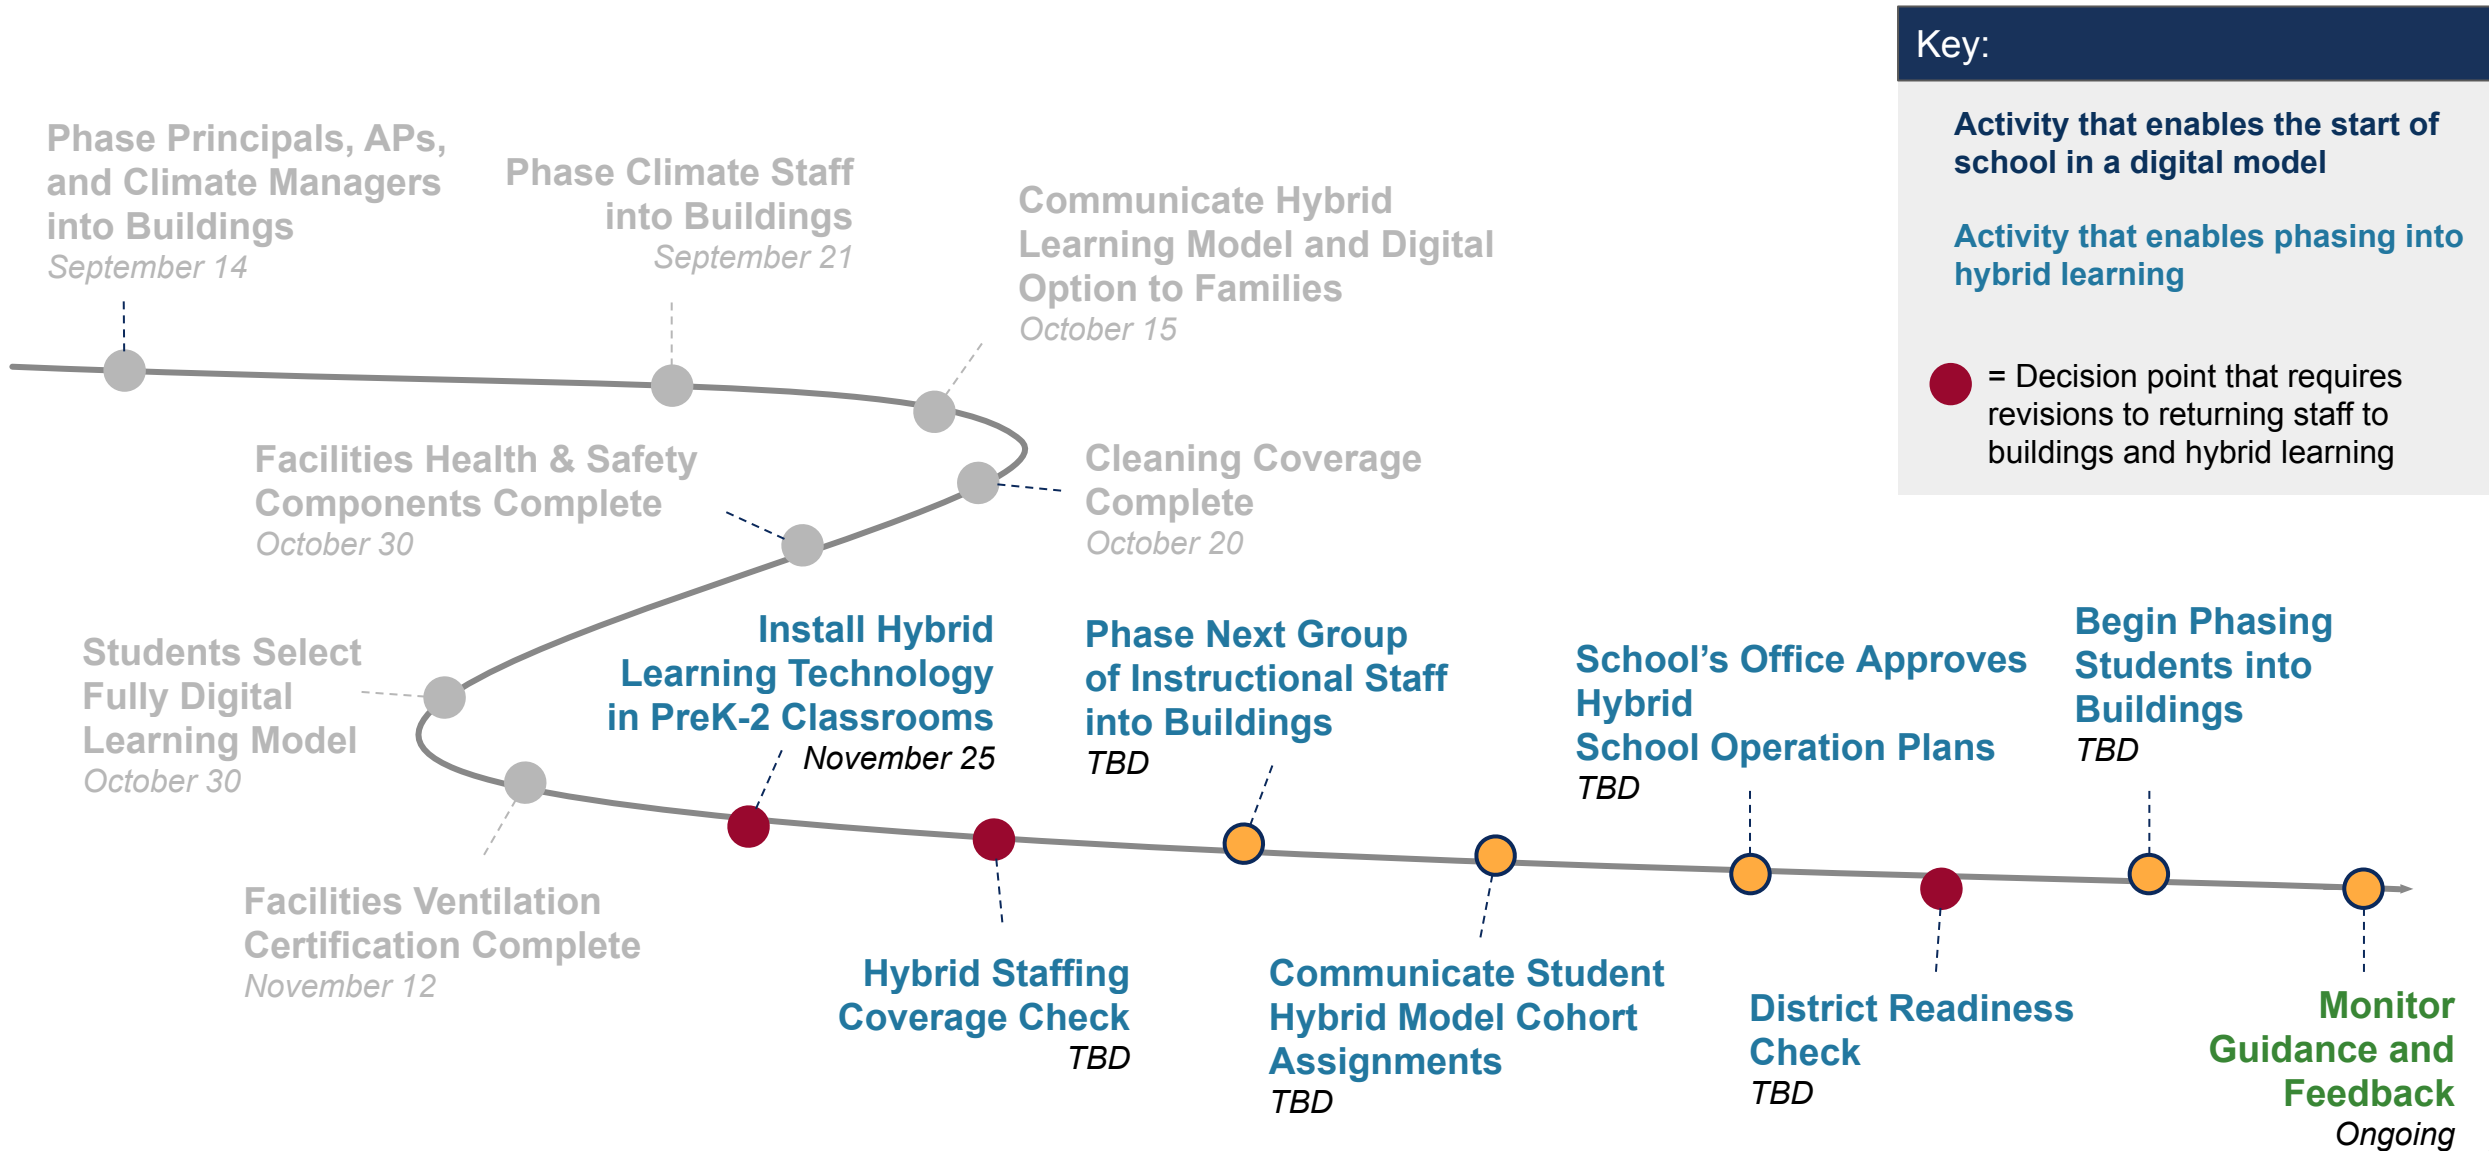 Key:
Activity that enables the start of
school in a digital model
Activity that enables phasing into
hybrid learning
= Decision point that requires
revisions to returning staff to
buildings and hybrid learning
Phase Principals, APs,
and Climate Managers
into Buildings
September 14
Phase Climate Staff
into Buildings
September 21
Communicate Hybrid
Learning Model and Digital
Option to Families
October 15
Cleaning Coverage
Complete
October 20
Facilities Health & Safety
Components Complete
October 30
Students Select
Fully Digital
Learning Model
October 30
Facilities Ventilation
Certification Complete
November 12
Install Hybrid
Learning Technology
in PreK-2 Classrooms
November 25
Hybrid Staffing
Coverage Check
TBD
Phase Next Group
of Instructional Staff
into Buildings
TBD
Communicate Student
Hybrid Model Cohort
Assignments
TBD
School’s Office Approves
Hybrid
School Operation Plans
TBD
District Readiness
Check
TBD
Begin Phasing
Students into
Buildings
TBD
Monitor
Guidance and
Feedback
Ongoing